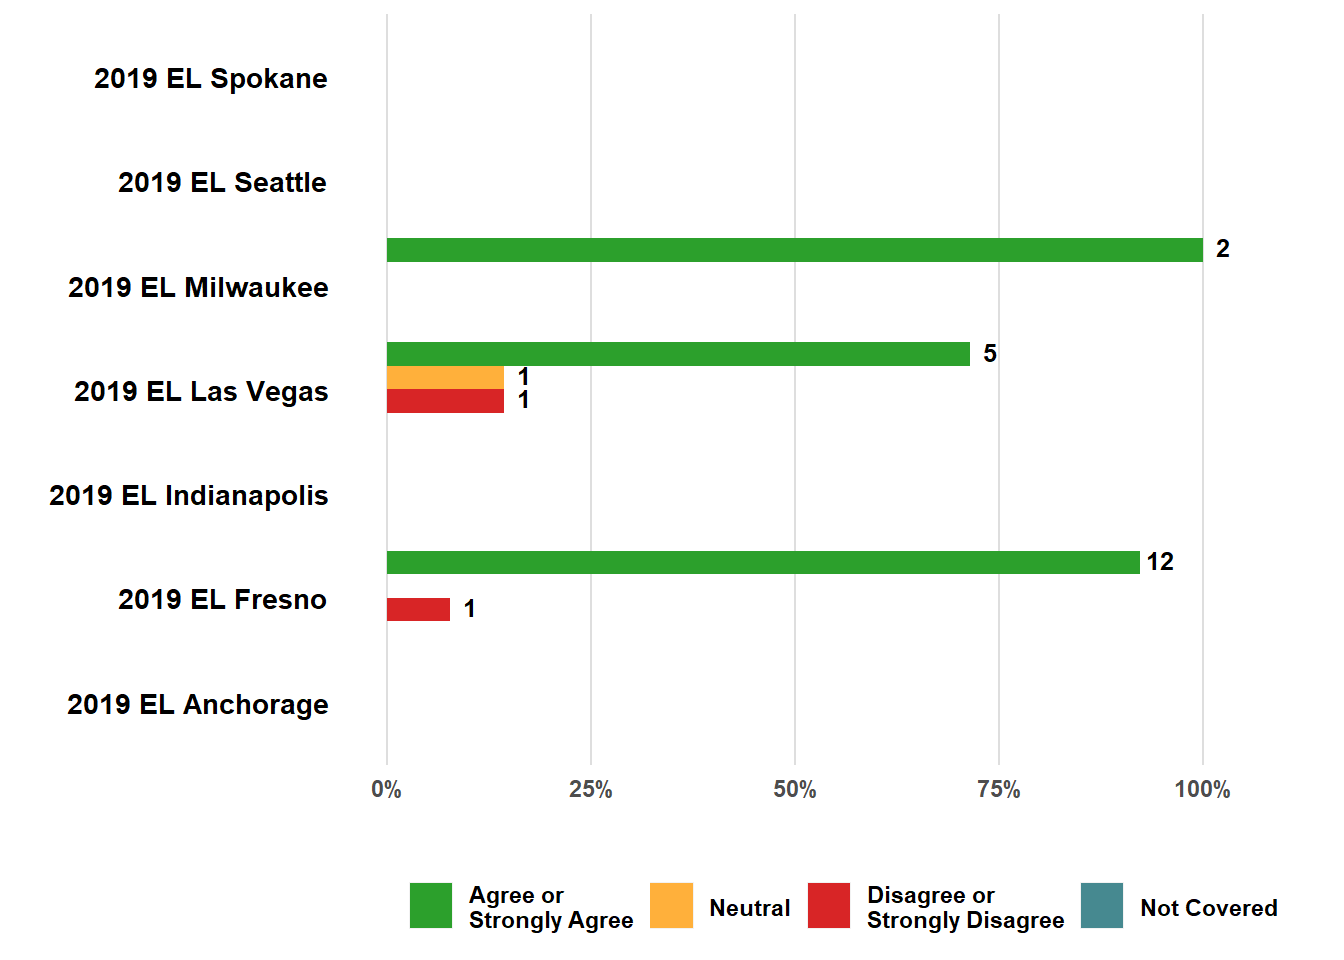 2019 EL Spokane
2019 EL Seattle
2
2019 EL Milwaukee
5
1
2019 EL Las Vegas
1
2019 EL Indianapolis
12
2019 EL Fresno
1
2019 EL Anchorage
0%
25%
50%
75%
100%
Agree or
Strongly Agree
Neutral
Disagree or
Strongly Disagree
Not Covered